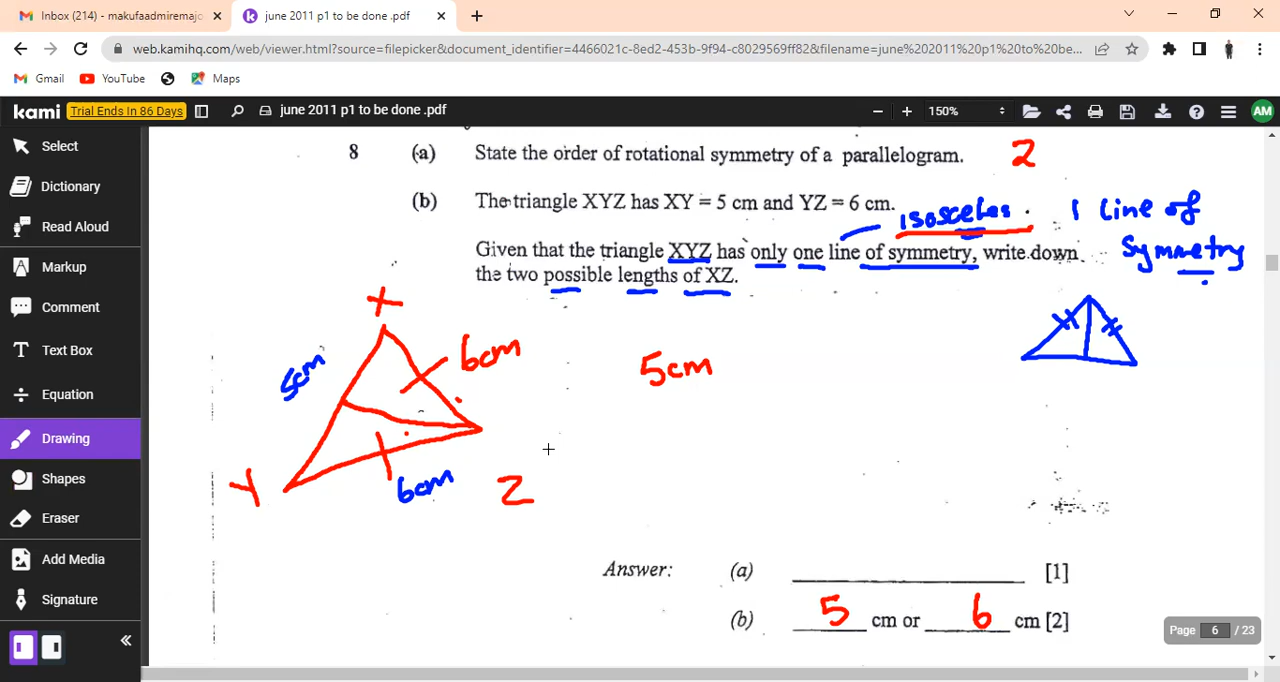 Inbox (214) - makufaadmiremajo
june 2011 p1 to be done .pdf
web.kamihq.com/web/viewer.html?source=filepicker&document_identifier=4466021c-8ed2-453b-9f94-c8029569ff82&filename=june%202011%20p1%20to%20be...
Gmail
YouTube
Maps
kami
Trial Ends In 86 Days
june 2011 p1 to be done .pdf
150%
AM
Select
Dictionary
Read Aloud
Markup
Comment
Text Box
Equation
Drawing
Shapes
Eraser
Add Media
Signature
8 (a) State the order of rotational symmetry of a parallelogram. 2
(b) The triangle XYZ has XY = 5 cm and YZ = 6 cm.
isosceles . 1 line of
symmetry
Given that the triangle XYZ has only one line of symmetry, write down
the two possible lengths of XZ.
X
5cm
6cm
5cm
Y
6cm
Z
Answer: (a) [1]
(b) 5 cm or 6 cm [2]
Page 6 / 23